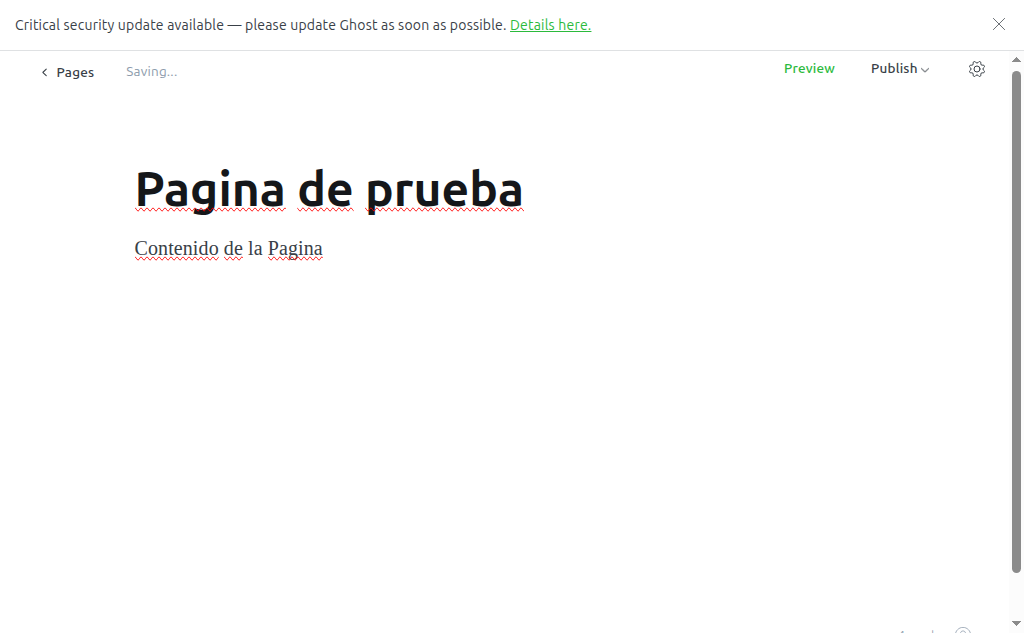 Critical security update available — please update Ghost as soon as possible. Details here.
Pages Saving... Preview Publish
Pagina de prueba
Contenido de la Pagina